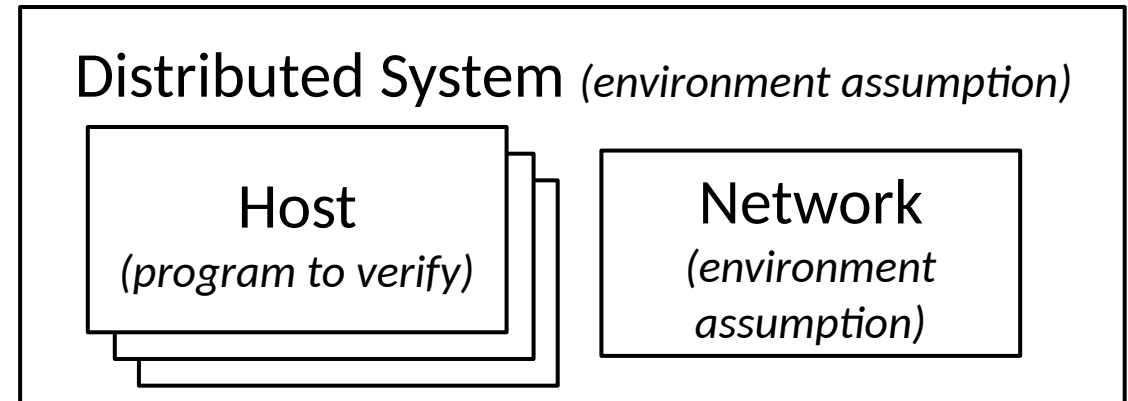 Distributed System (environment assumption)
Host
(program to verify)
Network
(environment
assumption)